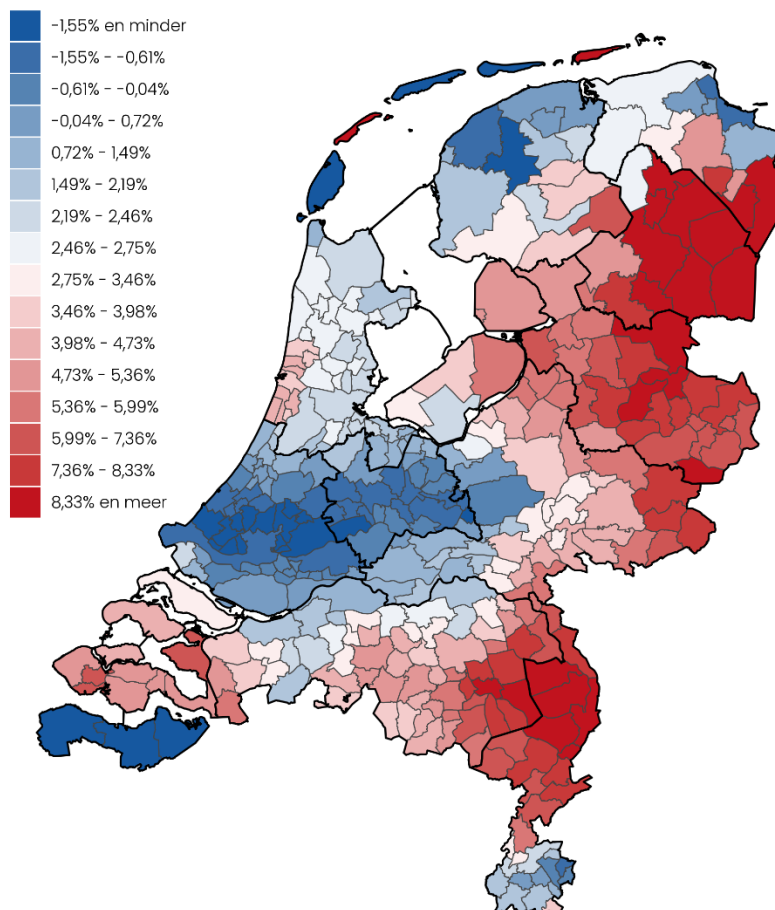 -1,55% en minder
-1,55% - -0,61%
-0,61% - -0,04%
-0,04% - 0,72%
0,72% - 1,49%
1,49% - 2,19%
2,19% - 2,46%
2,46% - 2,75%
2,75% - 3,46%
3,46% - 3,98%
3,98% - 4,73%
4,73% - 5,36%
5,36% - 5,99%
5,99% - 7,36%
7,36% - 8,33%
8,33% en meer